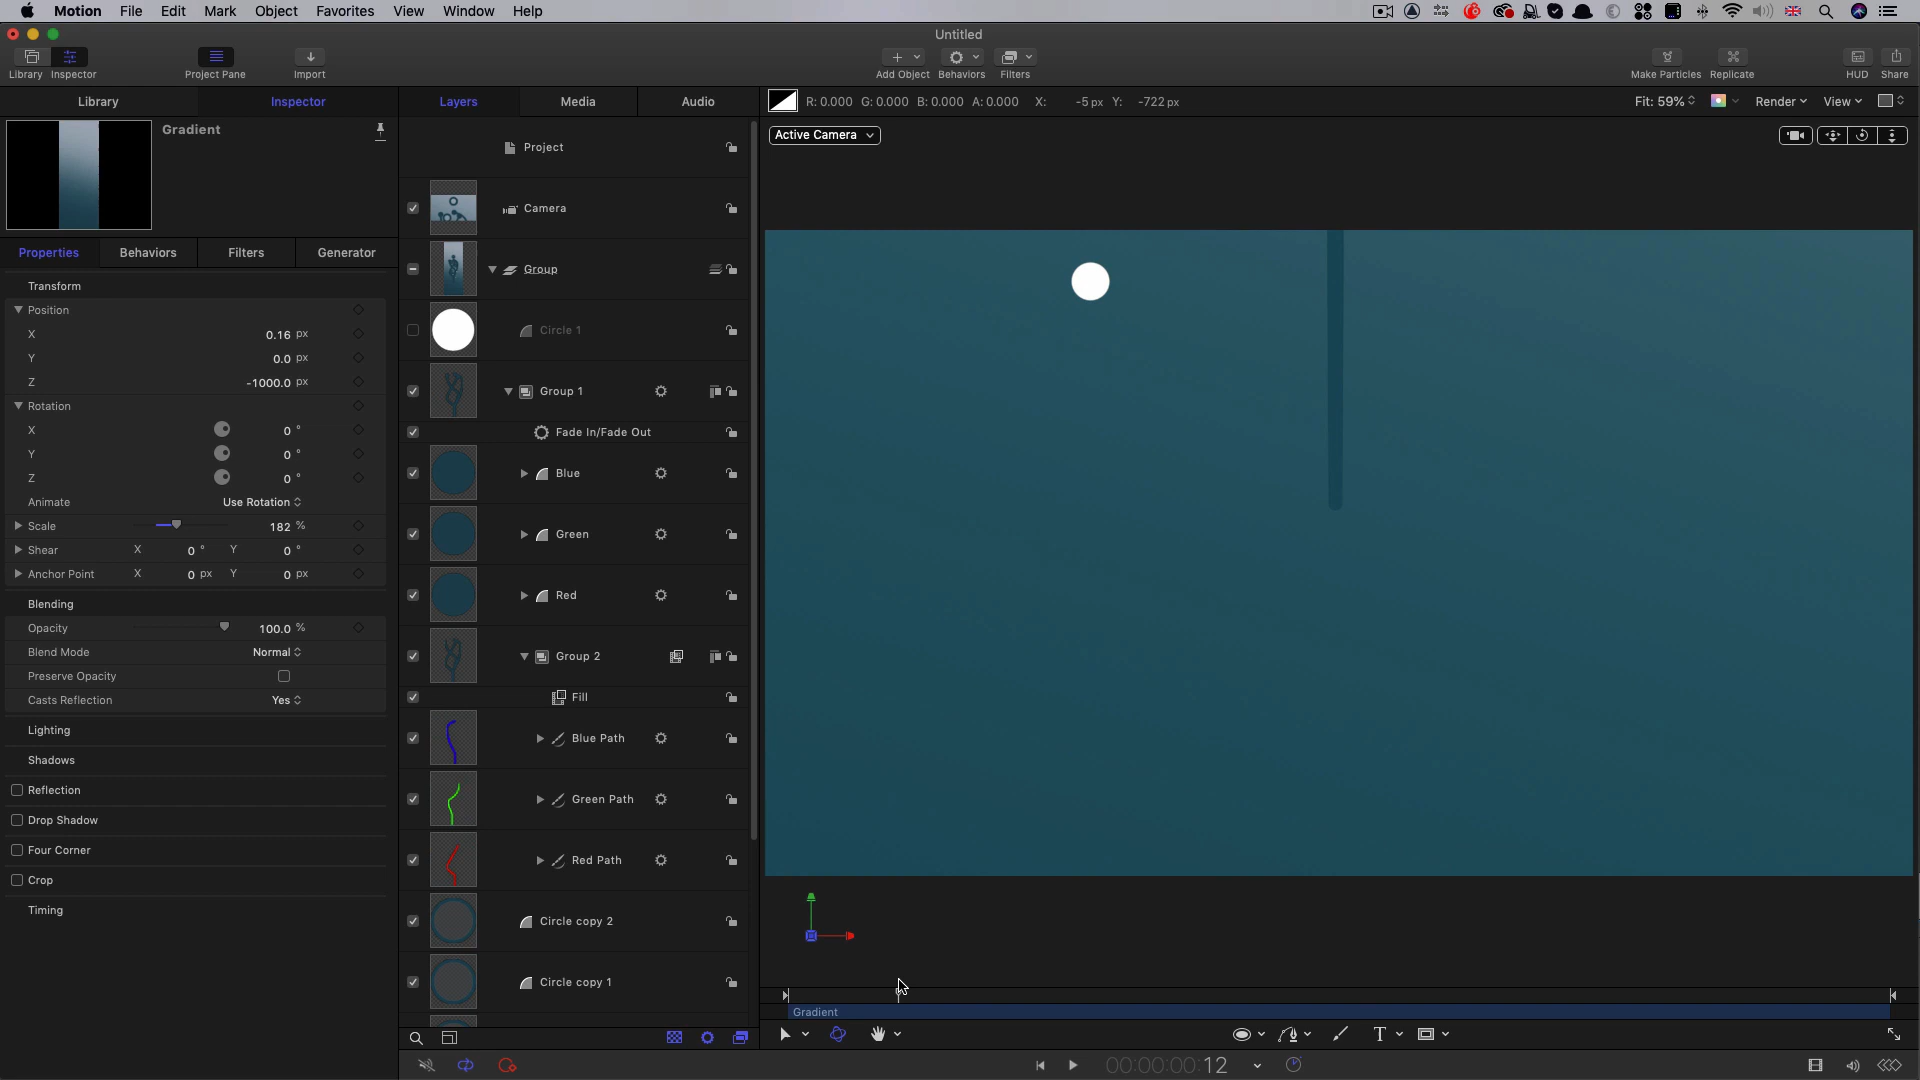 Motion File Edit Mark Object Favorites View Window Help
Untitled
Library Inspector Project Pane Import Add Object Behaviors Filters Make Particles Replicate HUD Share
Library Inspector Layers Media Audio R: 0.000 G: 0.000 B: 0.000 A: 0.000 X: -5 px Y: -722 px Fit: 59% Render View
Gradient
Active Camera
Properties Behaviors Filters Generator
Transform
Position
X 0.16 px
Y 0.0 px
Z -1000.0 px
Rotation
X 0 °
Y 0 °
Z 0 °
Animate Use Rotation
Scale 182 %
Shear X 0 ° Y 0 °
Anchor Point X 0 px Y 0 px
Blending
Opacity 100.0 %
Blend Mode Normal
Preserve Opacity
Casts Reflection Yes
Lighting
Shadows
Reflection
Drop Shadow
Four Corner
Crop
Timing
Project
Camera
Group
Circle 1
Group 1
Fade In/Fade Out
Blue
Green
Red
Group 2
Fill
Blue Path
Green Path
Red Path
Circle copy 2
Circle copy 1
Gradient
T
00:00:00:12